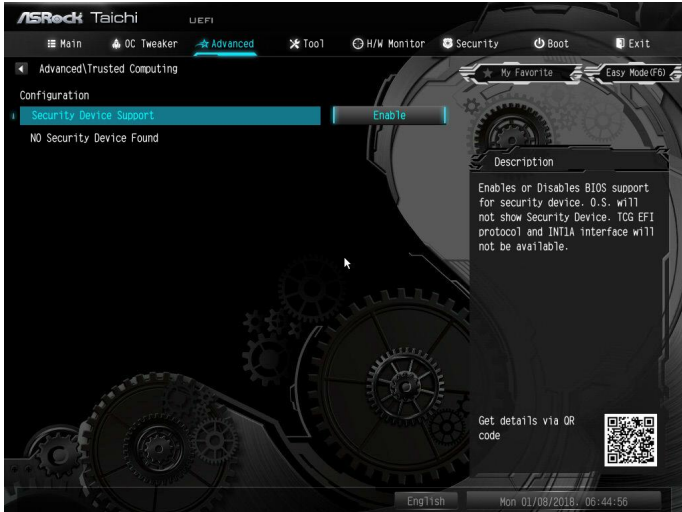 ASRock Taichi UEFI
Main OC Tweaker Advanced Tool H/W Monitor Security Boot Exit
Advanced\Trusted Computing
My Favorite Easy Mode(F6)
Configuration
Security Device Support Enable
NO Security Device Found
Description
Enables or Disables BIOS support
for security device. O.S. will
not show Security Device. TCG EFI
protocol and INT1A interface will
not be available.
Get details via QR
code
English Mon 01/08/2018. 06:44:56